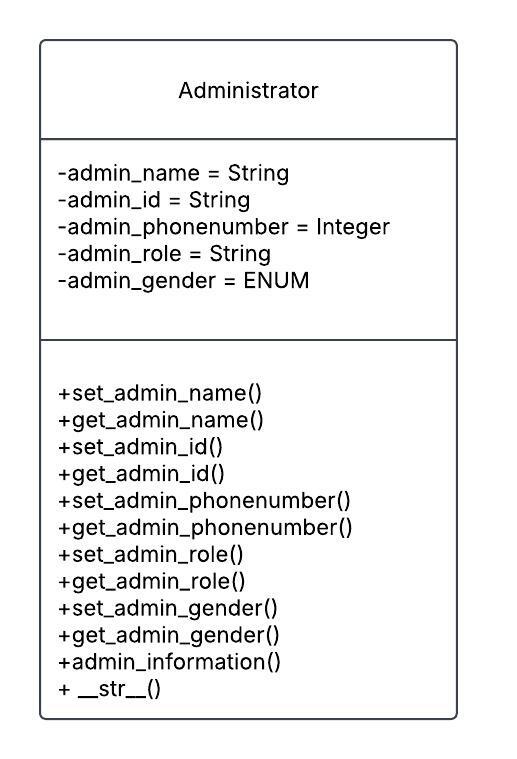 Administrator
-admin_name = String
-admin_id = String
-admin_phonenumber = Integer
-admin_role = String
-admin_gender = ENUM
+set_admin_name()
+get_admin_name()
+set_admin_id()
+get_admin_id()
+set_admin_phonenumber()
+get_admin_phonenumber()
+set_admin_role()
+get_admin_role()
+set_admin_gender()
+get_admin_gender()
+admin_information()
+ __str__()